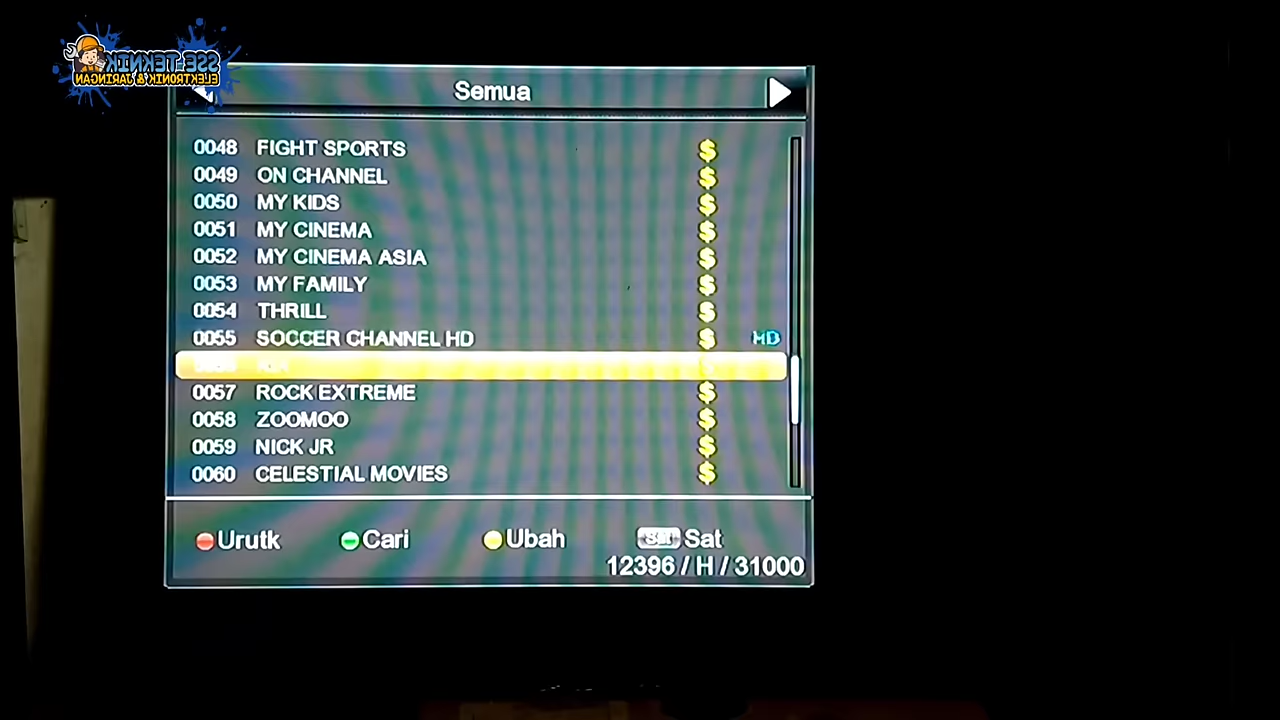 SSE TEKNIK
ELEKTRONIK & JARINGAN
Semua
0048 FIGHT SPORTS $
0049 ON CHANNEL $
0050 MY KIDS $
0051 MY CINEMA $
0052 MY CINEMA ASIA $
0053 MY FAMILY $
0054 THRILL $
0055 SOCCER CHANNEL HD $ HD
0057 ROCK EXTREME $
0058 ZOOMOO $
0059 NICK JR $
0060 CELESTIAL MOVIES $
Urutk Cari Ubah Sat Sat
12396 / H / 31000